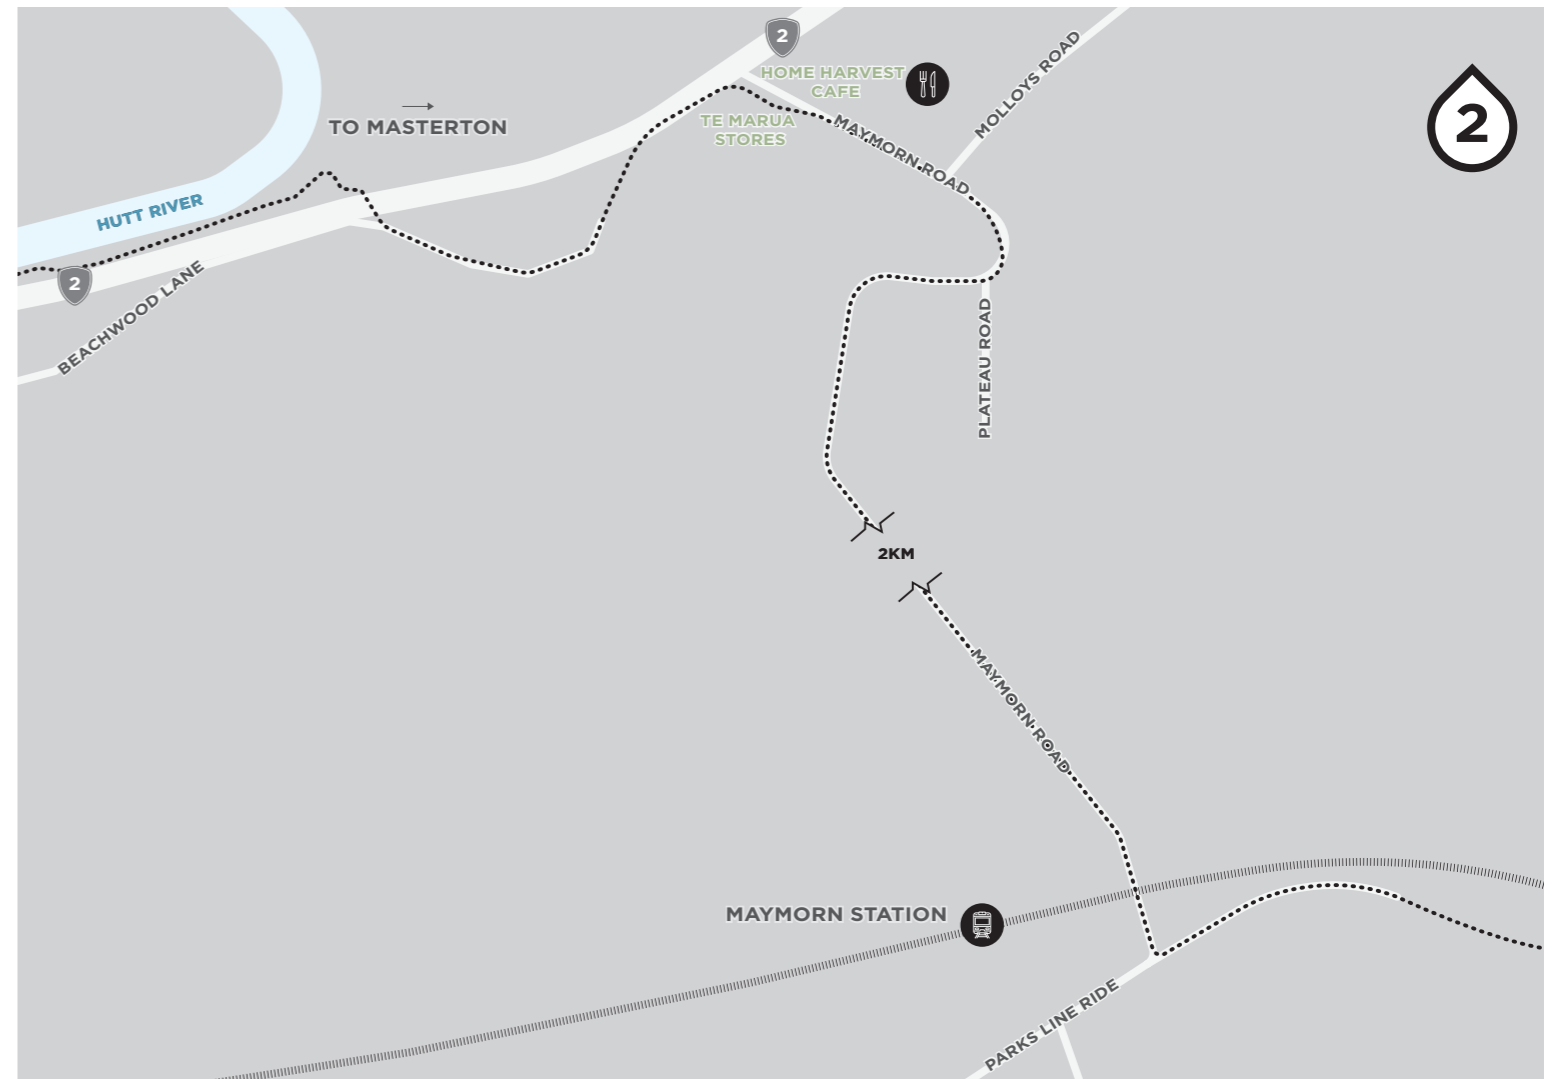 2
HOME HARVEST
CAFE
MOLLOYS ROAD
2
TO MASTERTON
TE MARUA
STORES
MAYMORN ROAD
HUTT RIVER
2
BEACHWOOD LANE
PLATEAU ROAD
2KM
MAYMORN ROAD
MAYMORN STATION
PARKS LINE RIDE